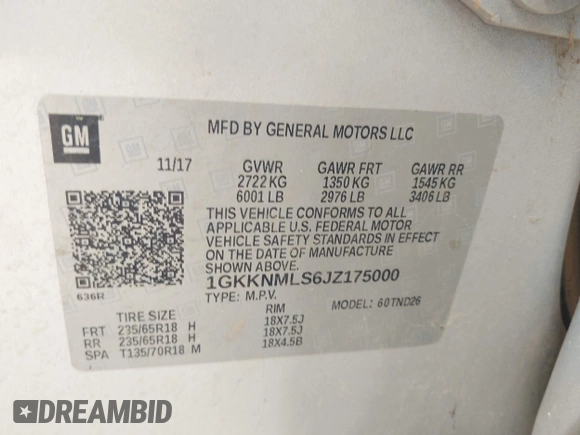 GM
MFD BY GENERAL MOTORS LLC
11/17 GVWR GAWR FRT GAWR RR
2722 KG 1350 KG 1545 KG
6001 LB 2976 LB 3406 LB
THIS VEHICLE CONFORMS TO ALL
APPLICABLE U.S. FEDERAL MOTOR
VEHICLE SAFETY STANDARDS IN EFFECT
ON THE DATE OF MANUFACTURE
SHOWN ABOVE.
636R
1GKKNMLS6JZ175000
TYPE: M.P.V. MODEL: 60TND26
TIRE SIZE RIM
FRT 235/65R18 H 18X7.5J
RR 235/65R18 H 18X7.5J
SPA T135/70R18 M 18X4.5B
DREAMBID